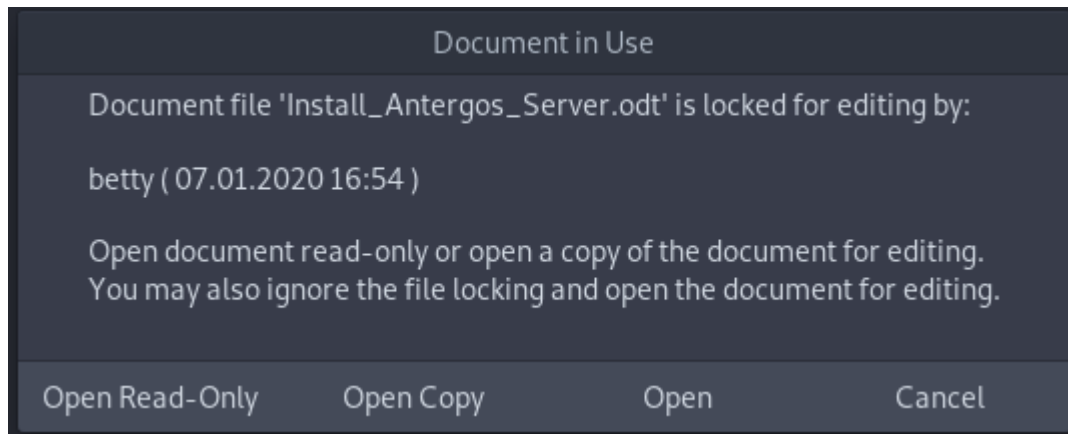 Document in Use
Document file 'Install_Antergos_Server.odt' is locked for editing by:
betty ( 07.01.2020 16:54 )
Open document read-only or open a copy of the document for editing.
You may also ignore the file locking and open the document for editing.
Open Read-Only Open Copy Open Cancel